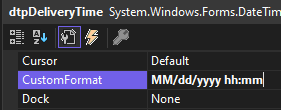 dtpDeliveryTime System.Windows.Forms.DateTim
Cursor Default
CustomFormat MM/dd/yyyy hh:mm
Dock None